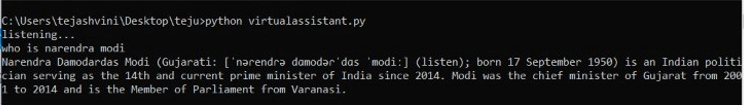 C:\Users\tejashvini\Desktop\teju>python virtualassistant.py
listening...
who is narendra modi
Narendra Damodardas Modi (Gujarati: [ˈnərendrə dɑmodərˈdɑs ˈmodiː] (listen); born 17 September 1950) is an Indian politi
cian serving as the 14th and current prime minister of India since 2014. Modi was the chief minister of Gujarat from 200
1 to 2014 and is the Member of Parliament from Varanasi.